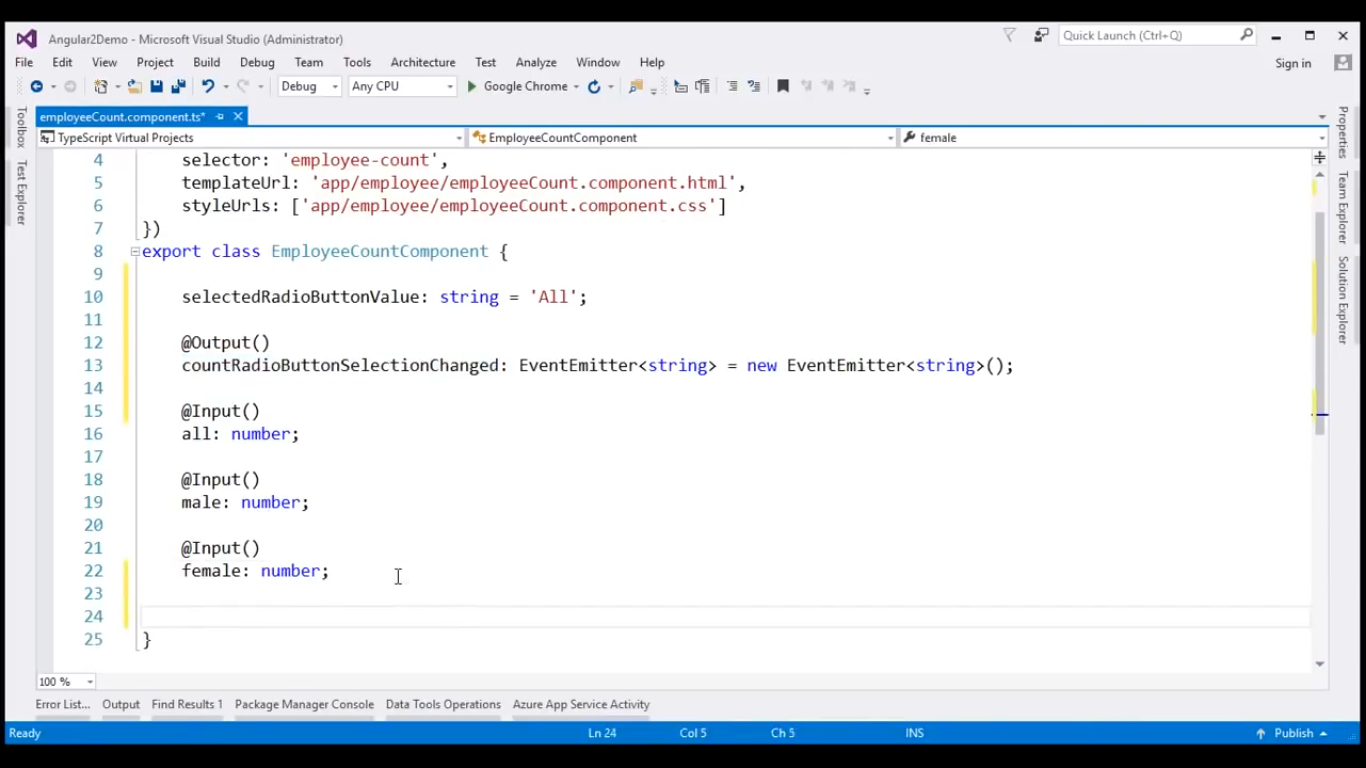 Angular2Demo - Microsoft Visual Studio (Administrator)
Quick Launch (Ctrl+Q)
File Edit View Project Build Debug Team Tools Architecture Test Analyze Window Help
Sign in
Debug Any CPU Google Chrome
employeeCount.component.ts*
TypeScript Virtual Projects EmployeeCountComponent female
Toolbox
Test Explorer
4 selector: 'employee-count',
5 templateUrl: 'app/employee/employeeCount.component.html',
6 styleUrls: ['app/employee/employeeCount.component.css']
7 })
8 export class EmployeeCountComponent {
9
10 selectedRadioButtonValue: string = 'All';
11
12 @Output()
13 countRadioButtonSelectionChanged: EventEmitter<string> = new EventEmitter<string>();
14
15 @Input()
16 all: number;
17
18 @Input()
19 male: number;
20
21 @Input()
22 female: number;
23
24
25 }
Properties
Team Explorer
Solution Explorer
100 %
Error List... Output Find Results 1 Package Manager Console Data Tools Operations Azure App Service Activity
Ready Ln 24 Col 5 Ch 5 INS Publish